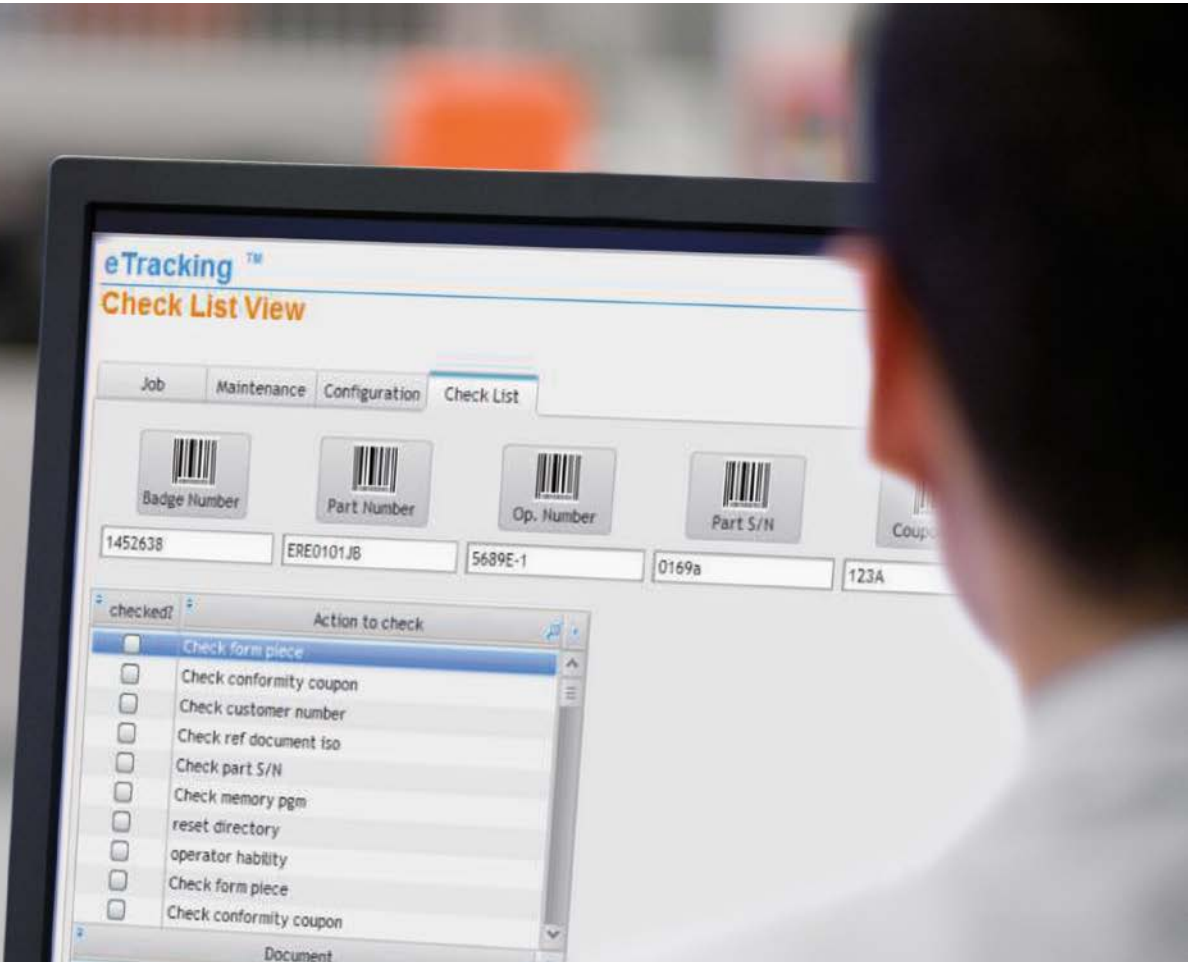 eTracking ™
Check List View
Job Maintenance Configuration Check List
Badge Number Part Number Op. Number Part S/N
1452638 ERE0101JB 5689E-1 0169a 123A
checked? Action to check
Check form piece
Check conformity coupon
Check customer number
Check ref document iso
Check part S/N
Check memory pgm
reset directory
operator hability
Check form piece
Check conformity coupon
Document